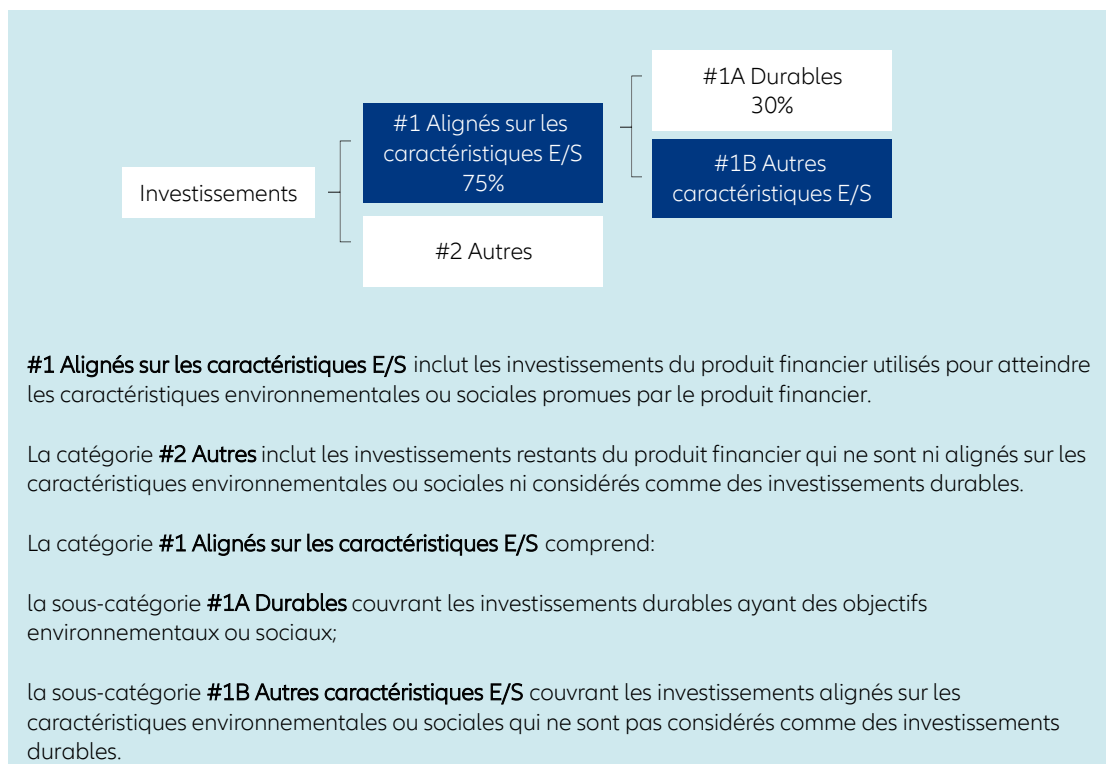 #1A Durables
30%
#1 Alignés sur les
caractéristiques E/S
75%
#1B Autres
caractéristiques E/S
Investissements
#2 Autres
#1 Alignés sur les caractéristiques E/S inclut les investissements du produit financier utilisés pour atteindre
les caractéristiques environnementales ou sociales promues par le produit financier.
La catégorie #2 Autres inclut les investissements restants du produit financier qui ne sont ni alignés sur les
caractéristiques environnementales ou sociales ni considérés comme des investissements durables.
La catégorie #1 Alignés sur les caractéristiques E/S comprend:
la sous-catégorie #1A Durables couvrant les investissements durables ayant des objectifs
environnementaux ou sociaux;
la sous-catégorie #1B Autres caractéristiques E/S couvrant les investissements alignés sur les
caractéristiques environnementales ou sociales qui ne sont pas considérés comme des investissements
durables.